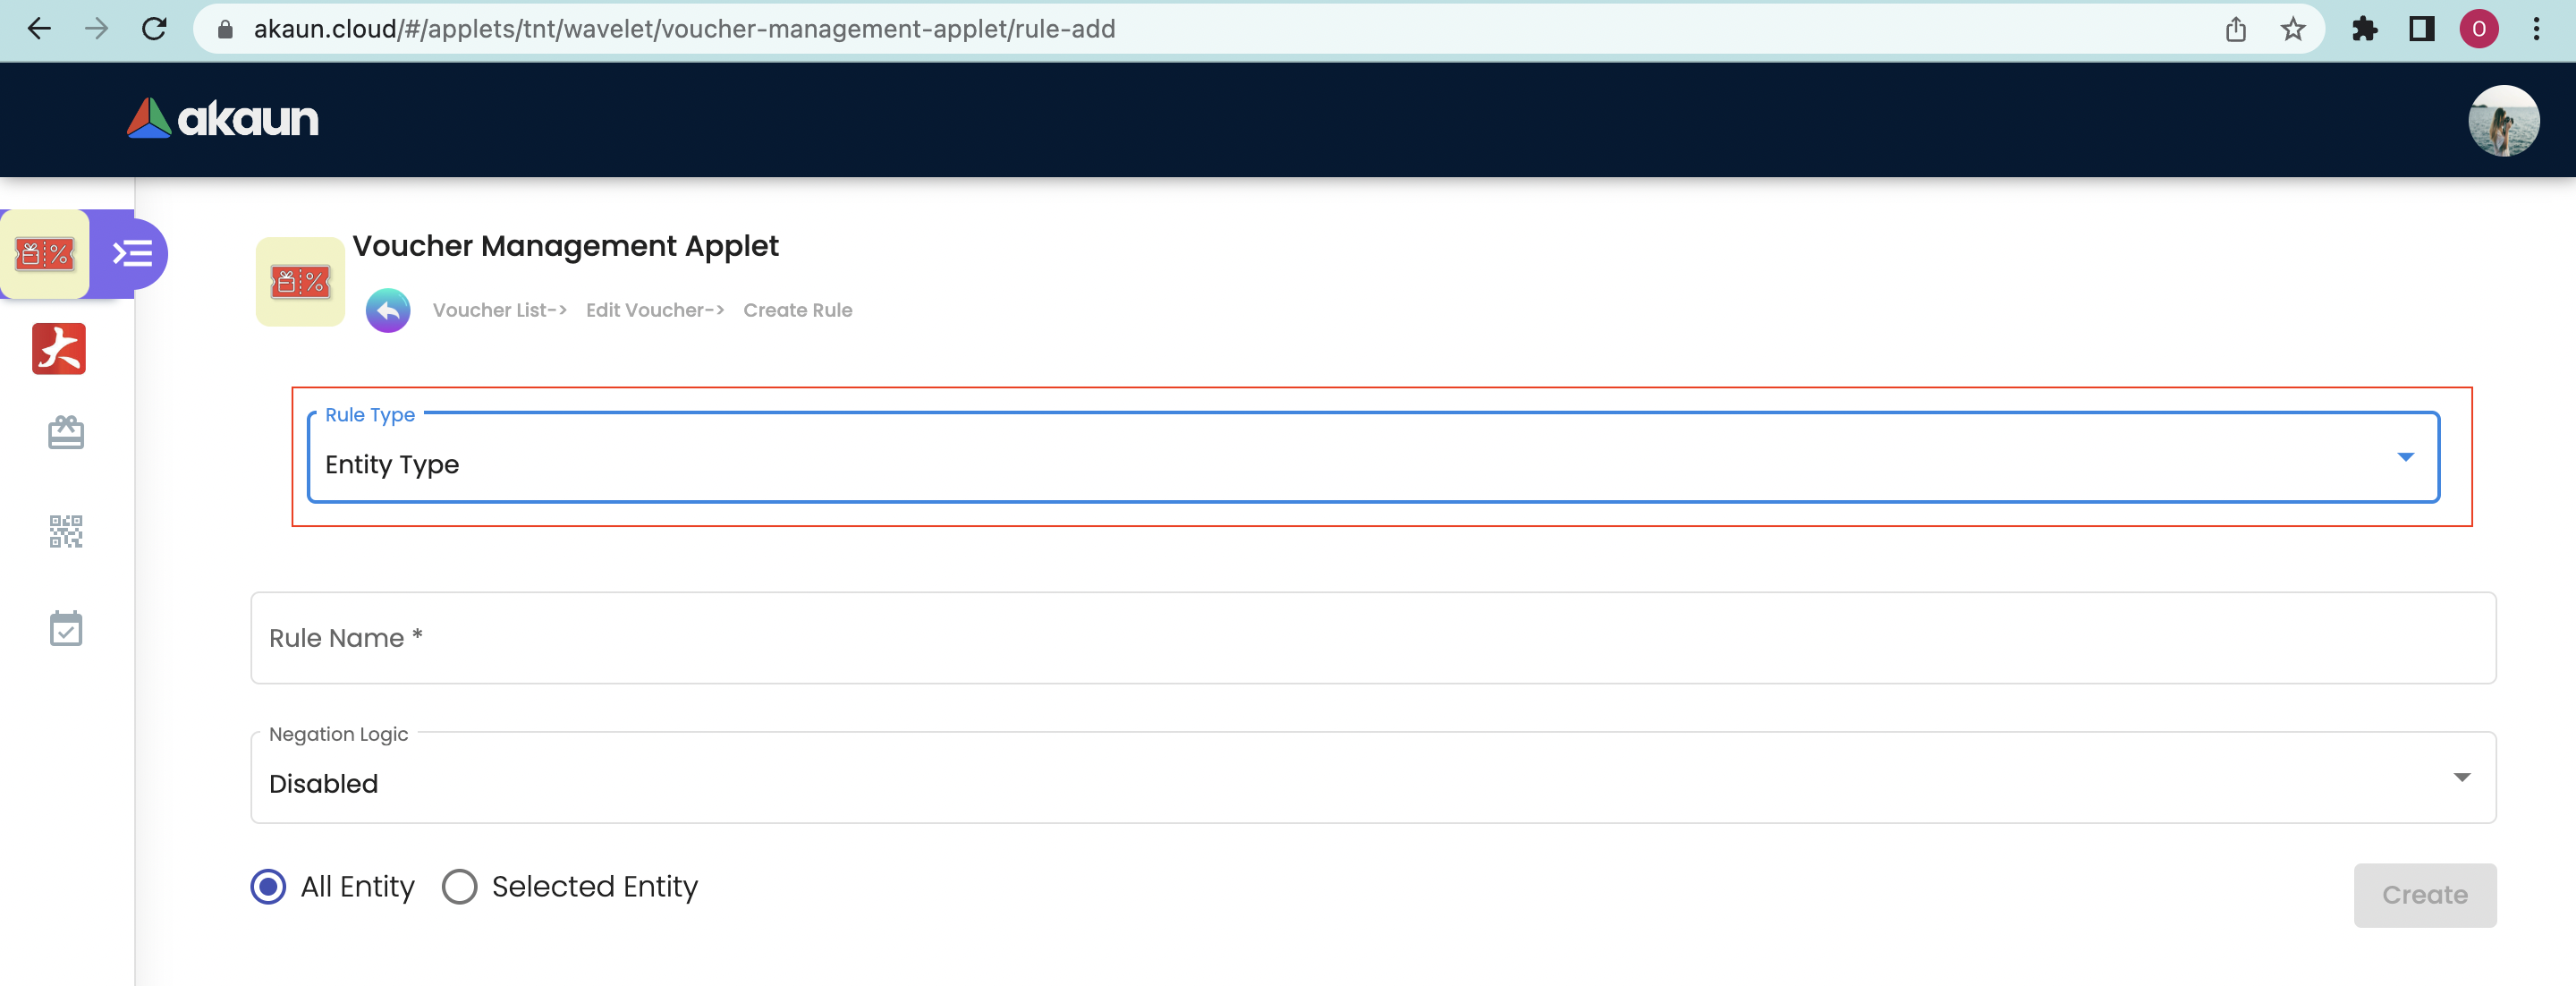 akaun.cloud/#/applets/tnt/wavelet/voucher-management-applet/rule-add
O
akaun
%
%
Voucher Management Applet
Voucher List-> Edit Voucher-> Create Rule
大
Rule Type
Entity Type
Rule Name *
Negation Logic
Disabled
All Entity Selected Entity
Create